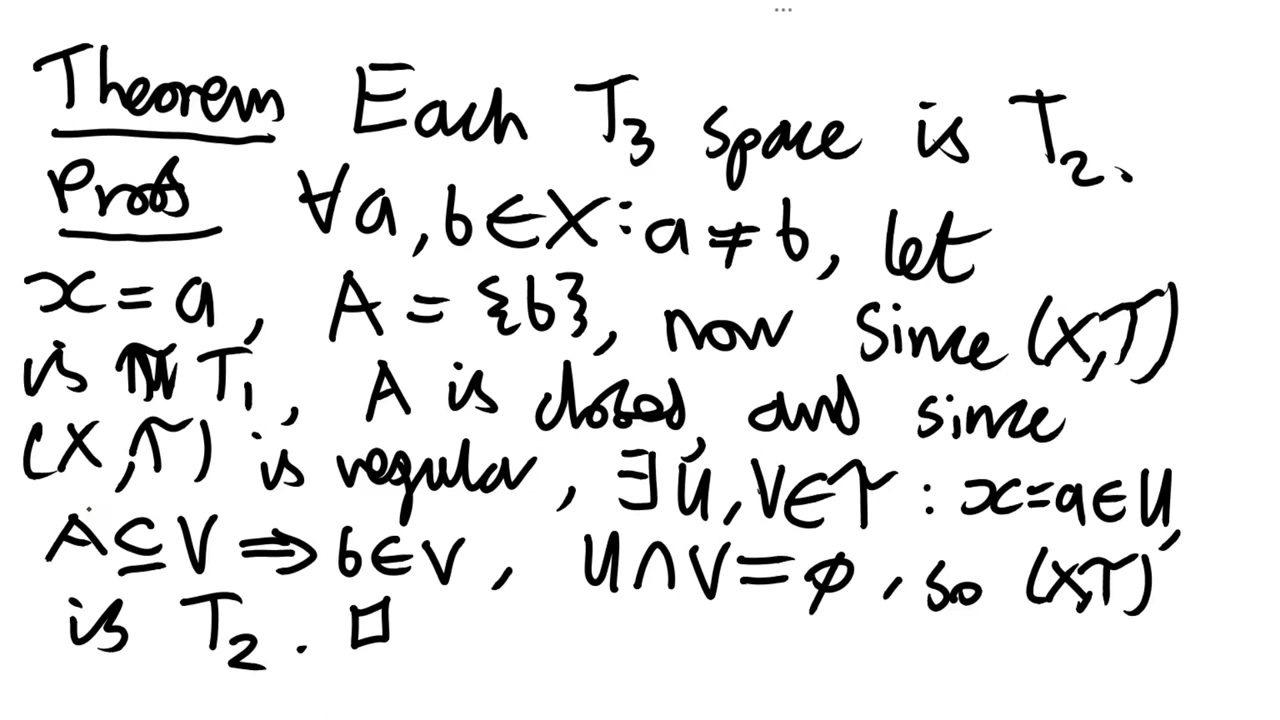 Theorem Each T₃ space is T₂.
Proof ∀a,b∈X:a≠b, let
x=a, A={b}, now since (X,T)
is T₁, A is closed, and since
(X,τ) is regular, ∃U,V∈τ : x=a∈U,
A⊆V⇒b∈V, U∩V=φ, so (X,τ)
is T₂. □